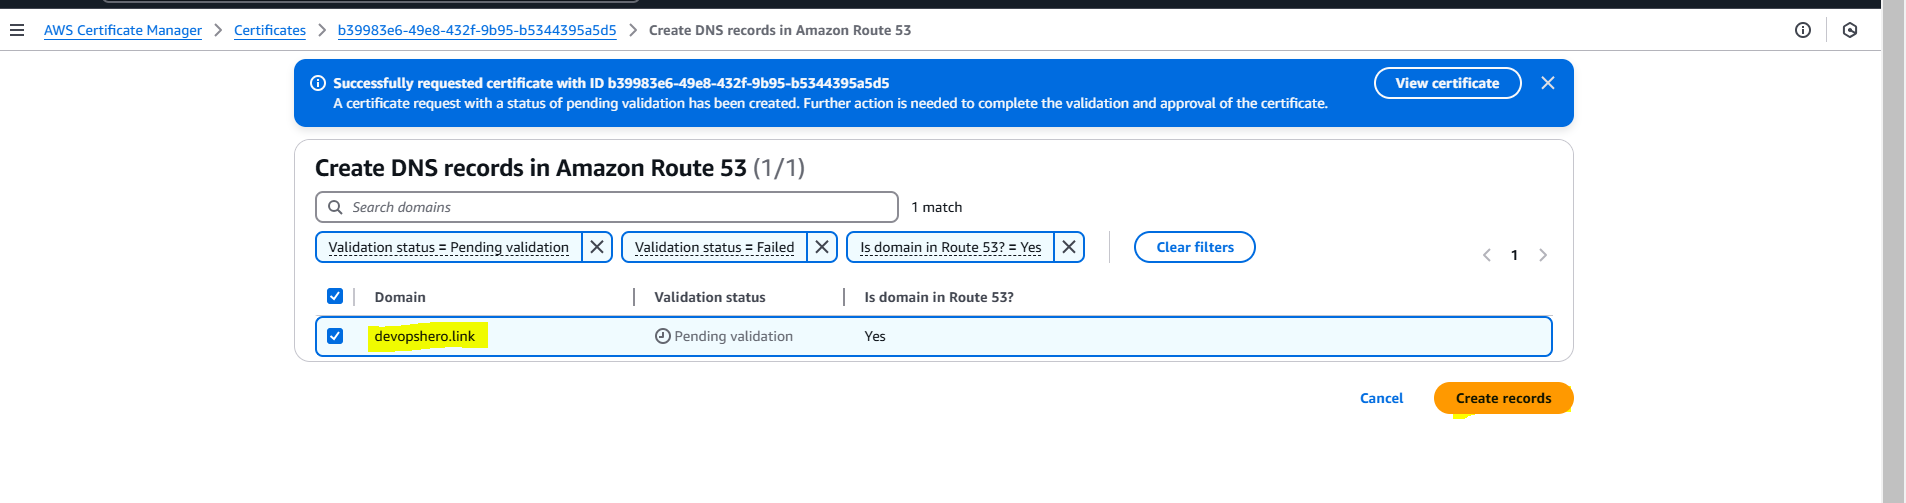 AWS Certificate Manager > Certificates > b39983e6-49e8-432f-9b95-b5344395a5d5 > Create DNS records in Amazon Route 53
Successfully requested certificate with ID b39983e6-49e8-432f-9b95-b5344395a5d5
A certificate request with a status of pending validation has been created. Further action is needed to complete the validation and approval of the certificate.
View certificate
Create DNS records in Amazon Route 53 (1/1)
Search domains
1 match
Validation status = Pending validation
Validation status = Failed
Is domain in Route 53? = Yes
Clear filters
1
Domain Validation status Is domain in Route 53?
devopshero.link Pending validation Yes
Cancel Create records